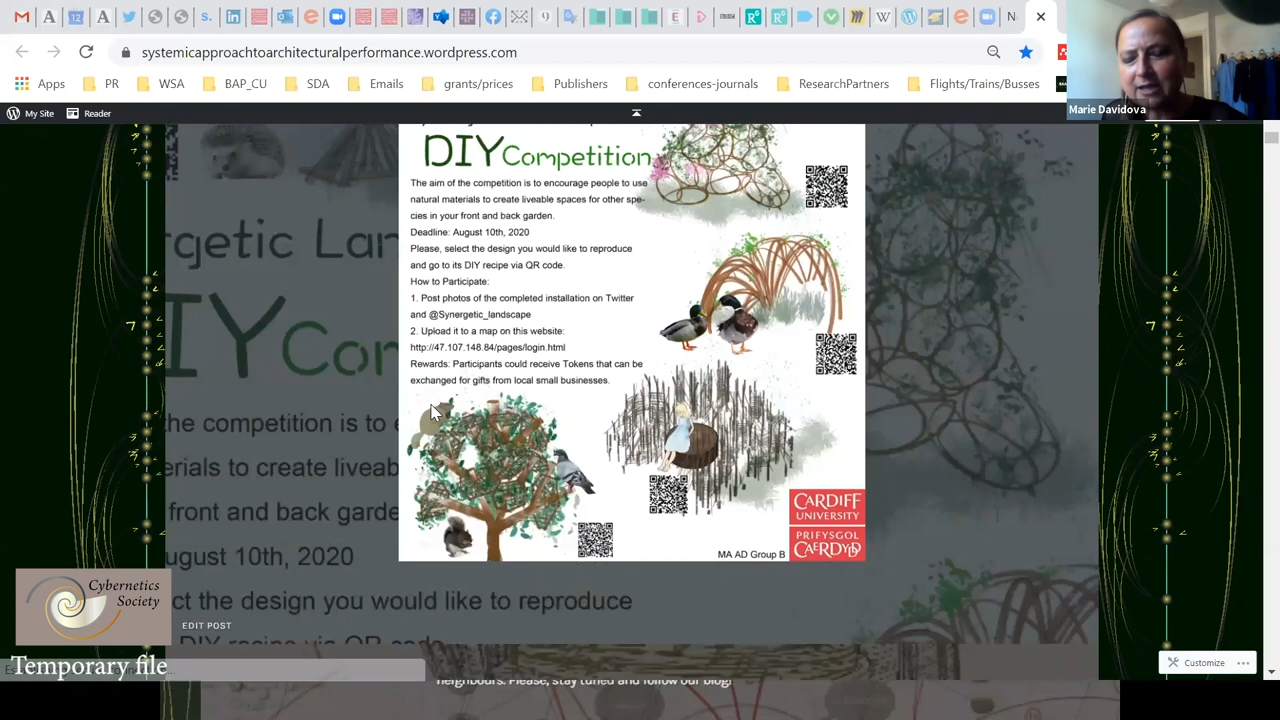 systemicapproachtoarchitecturalperformance.wordpress.com
Apps PR WSA BAP_CU SDA Emails grants/prices Publishers conferences-journals ResearchPartners Flights/Trains/Busses
Marie Davidova
My Site Reader
DIY Competition
The aim of the competition is to encourage people to use
natural materials to create liveable spaces for other spe-
cies in your front and back garden.
Deadline: August 10th, 2020
Please, select the design you would like to reproduce
and go to its DIY recipe via QR code.
How to Participate:
1. Post photos of the completed installation on Twitter
and @Synergetic_landscape
2. Upload it to a map on this website:
http://47.107.148.84/pages/login.html
Rewards: Participants could receive Tokens that can be
exchanged for gifts from local small businesses.
CARDIFF
UNIVERSITY
PRIFYSGOL
CAERDYDD
MA AD Group B
rgetic Lan
IY Con
the competition is to e
erials to create liveab
front and back garde
ugust 10th, 2020
ct the design you would like to reproduce
DIY recipe via QR code
EDIT POST
Cybernetics
Society
Temporary file
Customize
neighbours. Please, stay tuned and follow our blog!